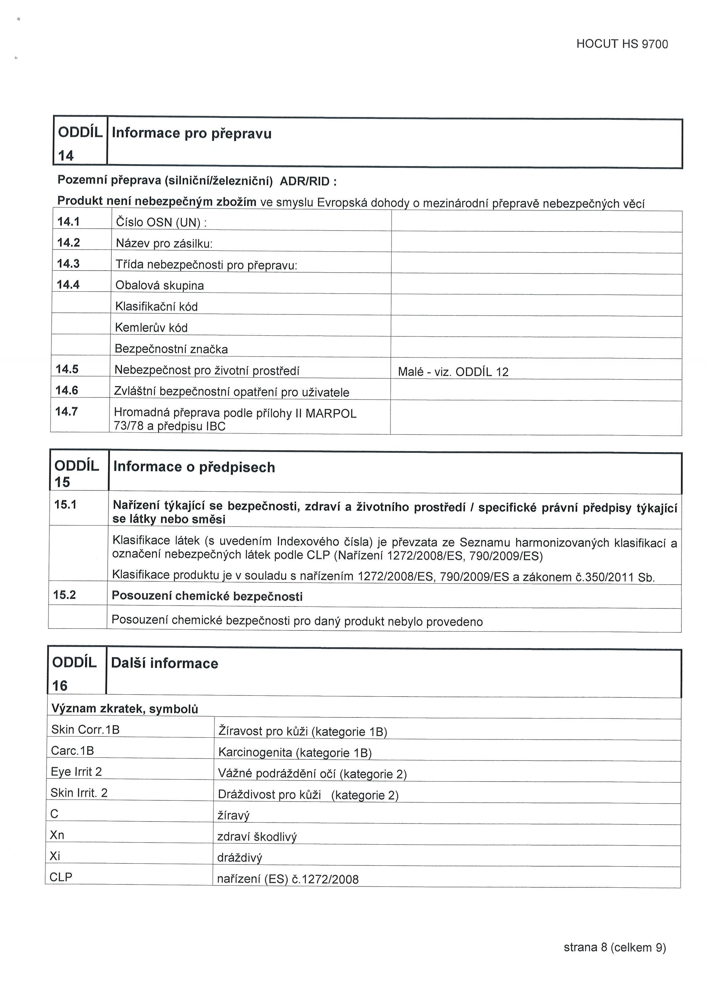 HOCUT HS 9700
ODDÍL Informace pro přepravu
14
Pozemní přeprava (silniční/železniční) ADR/RID :
Produkt není nebezpečným zbožím ve smyslu Evropská dohody o mezinárodní přepravě nebezpečných věcí
14.1 Číslo OSN (UN) :
14.2 Název pro zásilku:
14.3 Třída nebezpečnosti pro přepravu:
14.4 Obalová skupina
Klasifikační kód
Kemlerův kód
Bezpečnostní značka
14.5 Nebezpečnost pro životní prostředí Malé - viz. ODDÍL 12
14.6 Zvláštní bezpečnostní opatření pro uživatele
14.7 Hromadná přeprava podle přílohy II MARPOL
73/78 a předpisu IBC
ODDÍL Informace o předpisech
15
15.1 Nařízení týkající se bezpečnosti, zdraví a životního prostředí / specifické právní předpisy týkající
se látky nebo směsi
Klasifikace látek (s uvedením Indexového čísla) je převzata ze Seznamu harmonizovaných klasifikací a
označení nebezpečných látek podle CLP (Nařízení 1272/2008/ES, 790/2009/ES)
Klasifikace produktu je v souladu s nařízením 1272/2008/ES, 790/2009/ES a zákonem č.350/2011 Sb.
15.2 Posouzení chemické bezpečnosti
Posouzení chemické bezpečnosti pro daný produkt nebylo provedeno
ODDÍL Další informace
16
Význam zkratek, symbolů
Skin Corr.1B Žíravost pro kůži (kategorie 1B)
Carc.1B Karcinogenita (kategorie 1B)
Eye Irrit 2 Vážné podráždění očí (kategorie 2)
Skin Irrit. 2 Dráždivost pro kůži (kategorie 2)
C žíravý
Xn zdraví škodlivý
Xi dráždivý
CLP nařízení (ES) č.1272/2008
strana 8 (celkem 9)